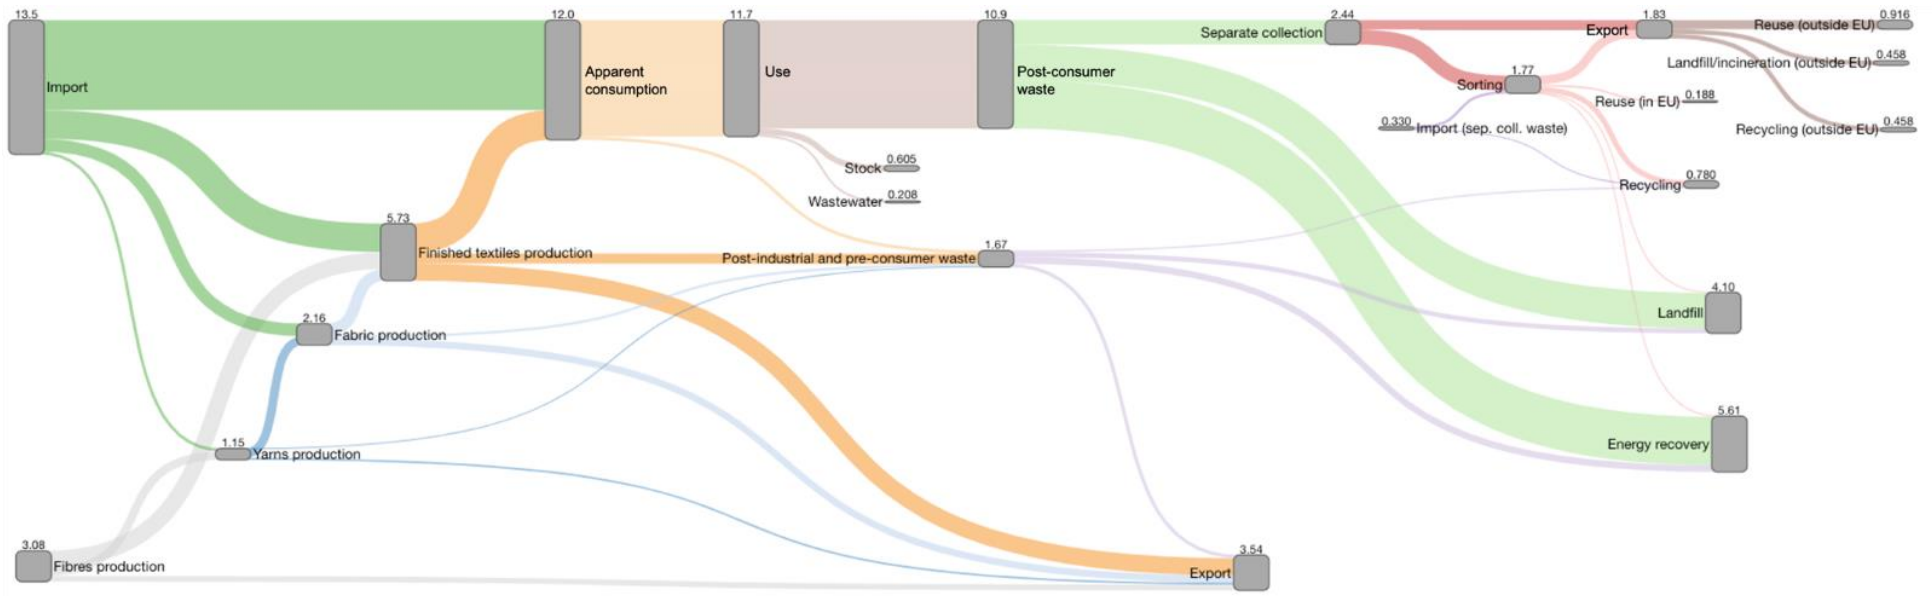 13.5
Import
12.0
Apparent
consumption
11.7
Use
10.9
Post-consumer
waste
Separate collection
2.44
Export
1.83
Reuse (outside EU)
0.916
Landfill/incineration (outside EU)
0.458
Sorting
1.77
Reuse (in EU)
0.188
0.330
Import (sep. coll. waste)
Recycling (outside EU)
0.458
Stock
0.605
Recycling
0.780
Wastewater
0.208
5.73
Finished textiles production
Post-industrial and pre-consumer waste
1.67
2.16
Fabric production
4.10
Landfill
5.61
Energy recovery
1.15
Yarns production
3.08
Fibres production
3.54
Export